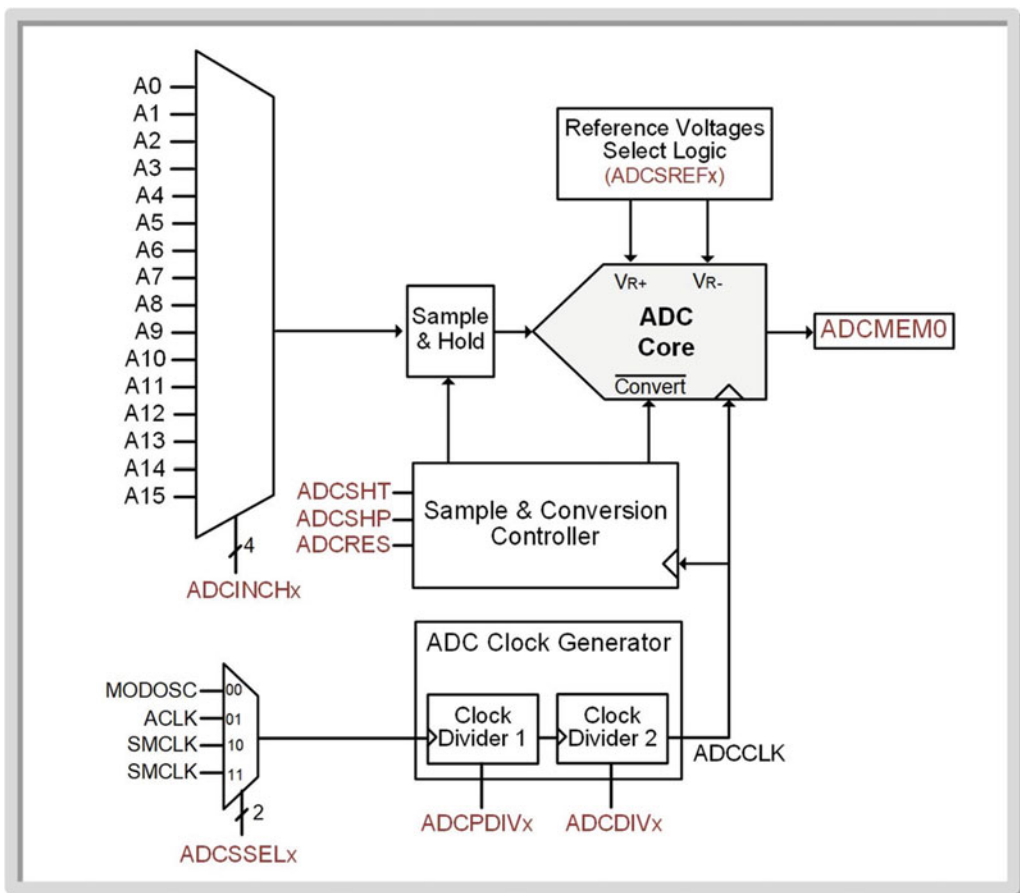 A0
A1
A2
A3
A4
A5
A6
A7
A8
A9
A10
A11
A12
A13
A14
A15
4
ADCINCHx
Reference Voltages
Select Logic
(ADCSREFx)
Sample
& Hold
VR+ VR-
ADC
Core
Convert
ADCMEM0
ADCSHT
ADCSHP
ADCRES
Sample & Conversion
Controller
ADC Clock Generator
MODOSC 00
ACLK 01
SMCLK 10
SMCLK 11
2
ADCSSELx
Clock
Divider 1
Clock
Divider 2
ADCCLK
ADCPDIVx
ADCDIVx